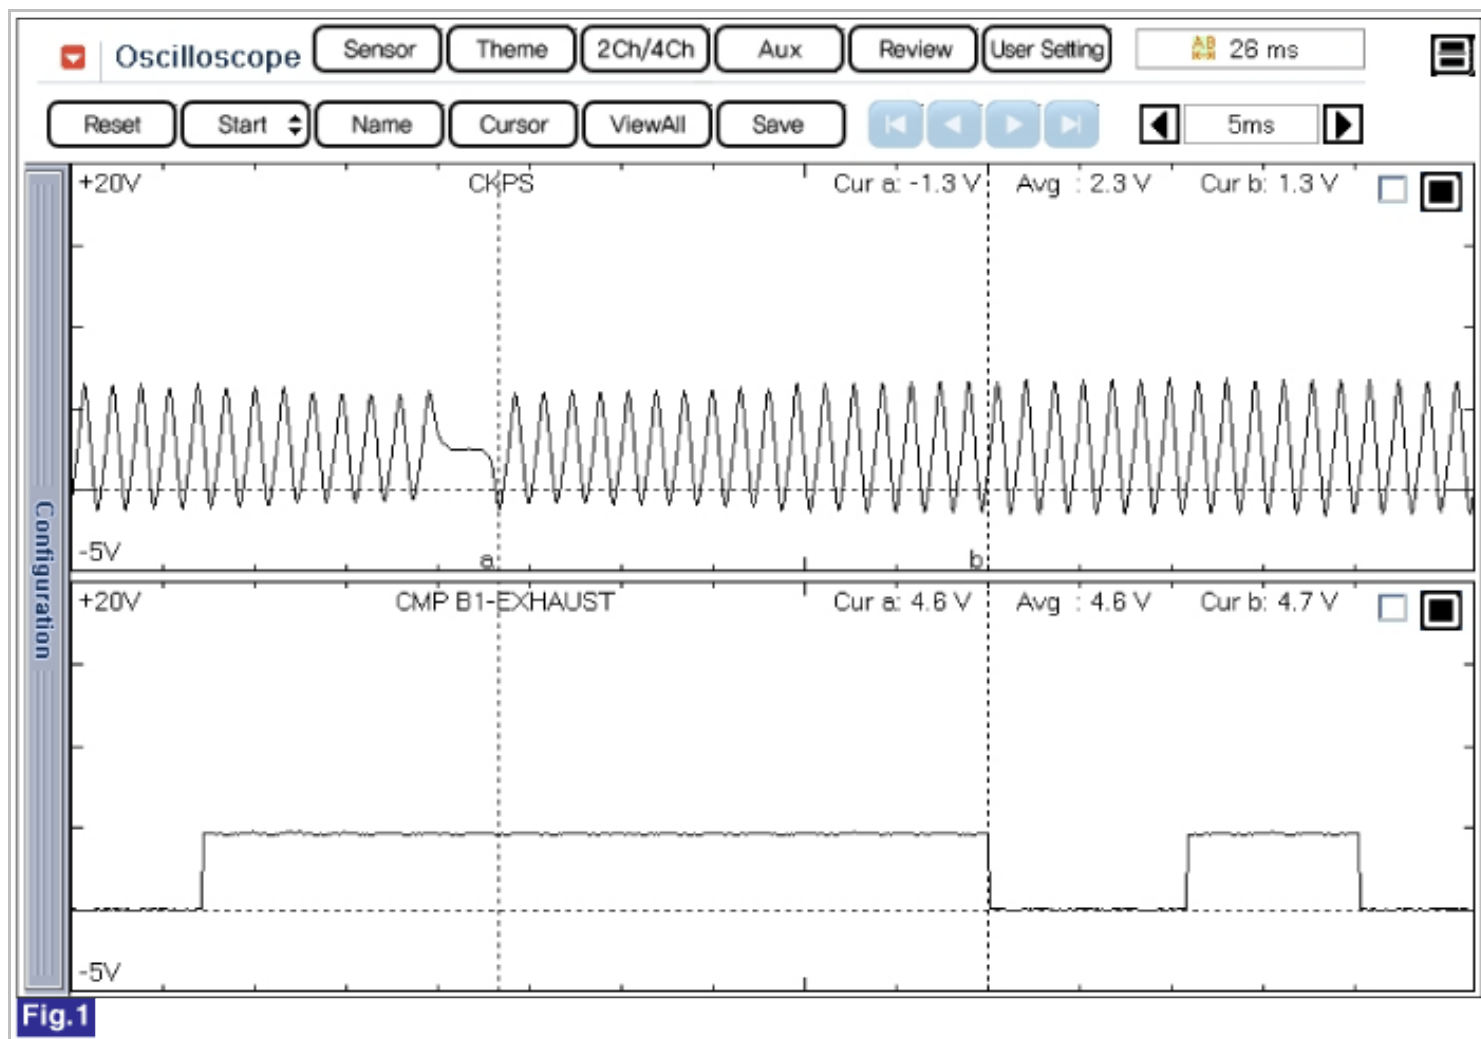 Oscilloscope Sensor Theme 2Ch/4Ch Aux Review User Setting AB 26 ms
Reset Start Name Cursor ViewAll Save 5ms
+20V CKPS Cur a: -1.3 V Avg : 2.3 V Cur b: 1.3 V
-5V a b
+20V CMP B1-EXHAUST Cur a: 4.6 V Avg : 4.6 V Cur b: 4.7 V
-5V
Configuration
Fig.1